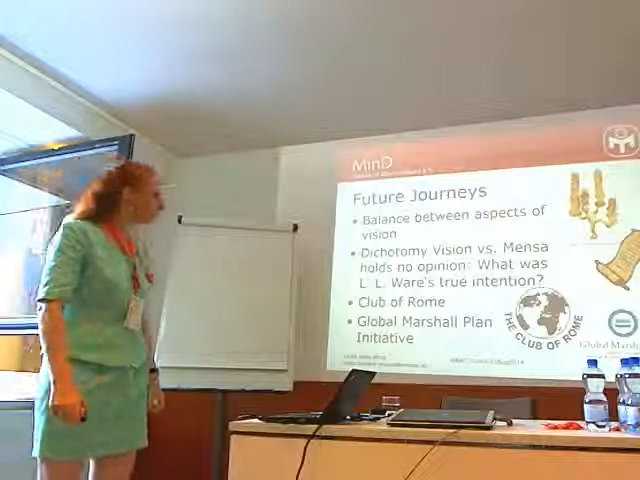 MinD
Future Journeys
• Balance between aspects of
vision
• Dichotomy Vision vs. Mensa
holds no opinion: What was
L. L. Ware's true intention?
• Club of Rome
• Global Marshall Plan
Initiative
THE CLUB OF ROME
Global Marsh